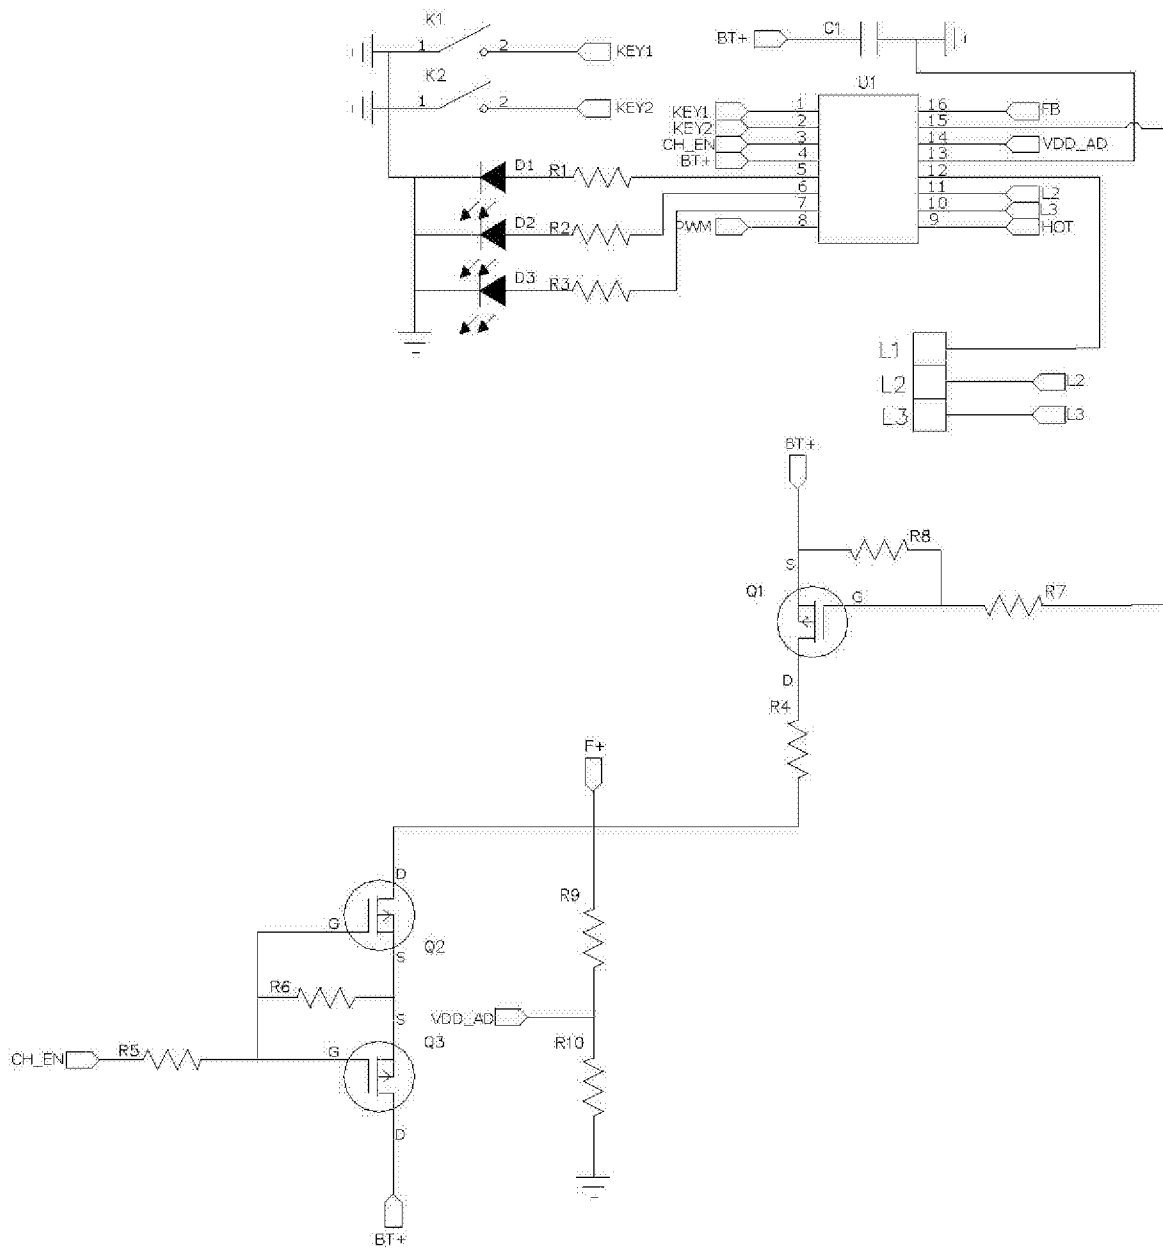 K1
1 2 KEY1
K2
1 2 KEY2
BT+ C1
U1
KEY1 1 16 FB
KEY2 2 15
CH_EN 3 14 VDD_AD
BT+ 4 13
D1 R1 5 12
6 11 L2
7 10 L3
PWM 8 9 HOT
D2 R2
D3 R3
L1
L2 L2
L3 L3
BT+
R8
S
Q1 G R7
D
R4
F+
D
R9
G
Q2
S
R6
S
VDD_AD
Q3 R10
CH_EN R5 G
D
BT+